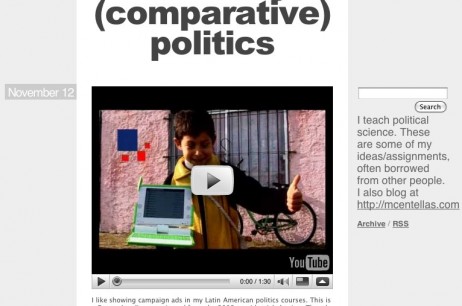 (comparative)
politics
November 12
Search
I teach political
science. These
are some of my
ideas/assignments,
often borrowed
from other people.
I also blog at
http://mcentellas.com
Archive / RSS
YouTube
0:00 / 1:30
I like showing campaign ads in my Latin American politics courses. This is